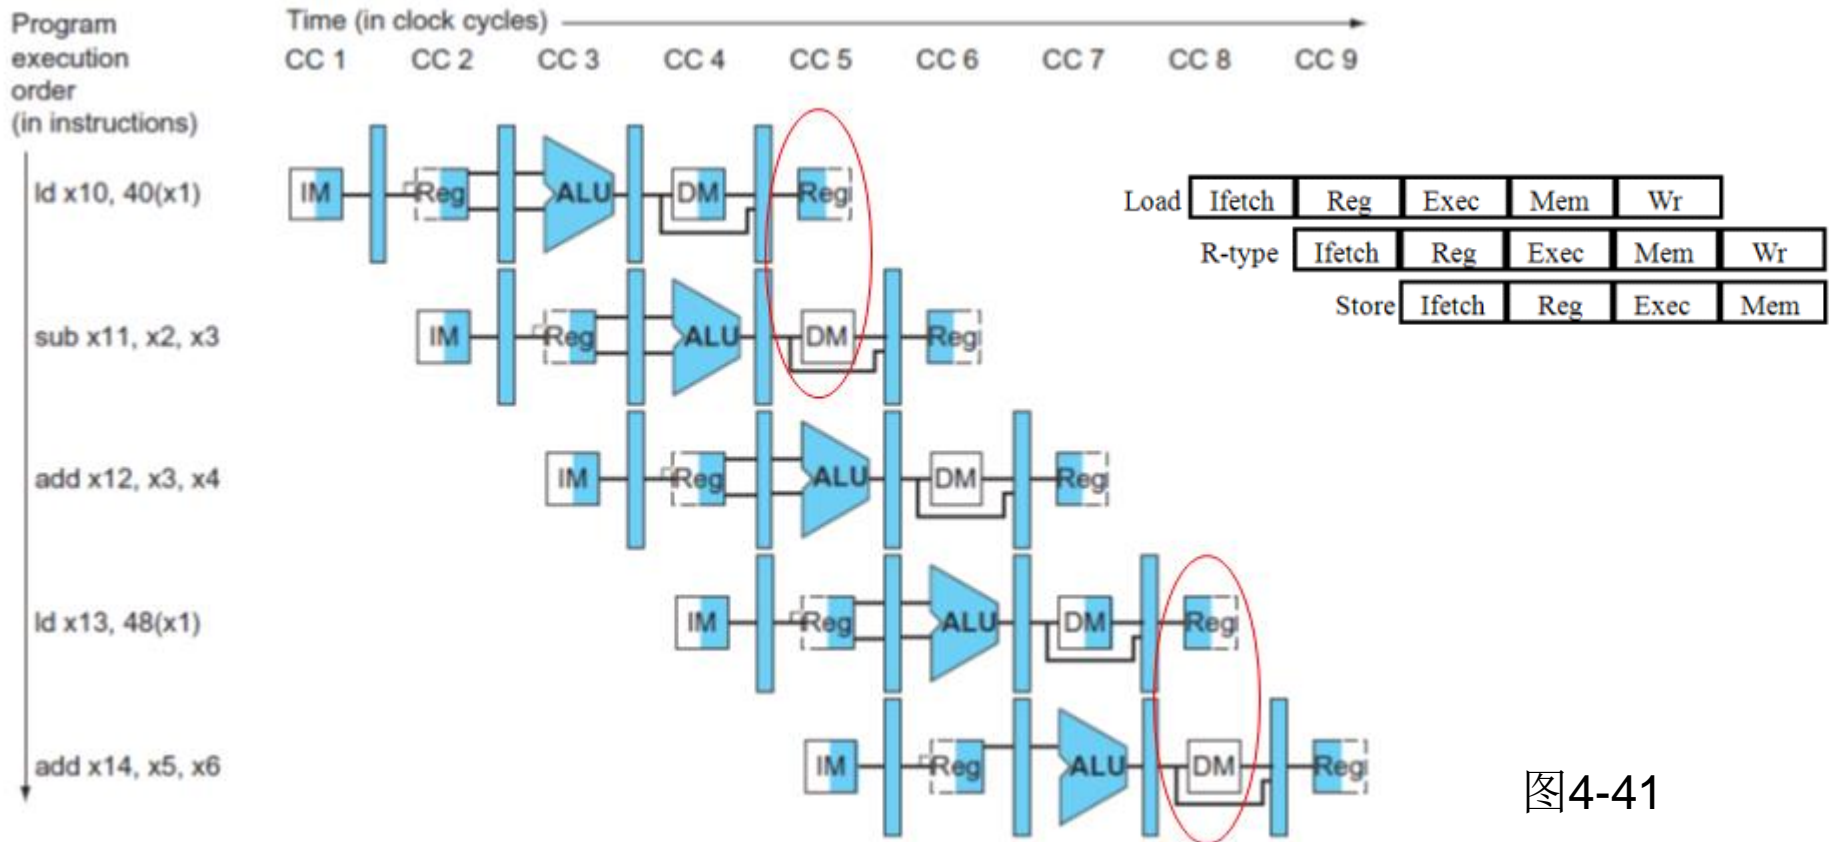 Program
execution
order
(in instructions)
Time (in clock cycles)
CC 1 CC 2 CC 3 CC 4 CC 5 CC 6 CC 7 CC 8 CC 9
ld x10, 40(x1)
IM Reg ALU DM Reg
sub x11, x2, x3
IM Reg ALU DM Reg
add x12, x3, x4
IM Reg ALU DM Reg
ld x13, 48(x1)
IM Reg ALU DM Reg
add x14, x5, x6
IM Reg ALU DM Reg
Load Ifetch Reg Exec Mem Wr
R-type Ifetch Reg Exec Mem Wr
Store Ifetch Reg Exec Mem
图4-41